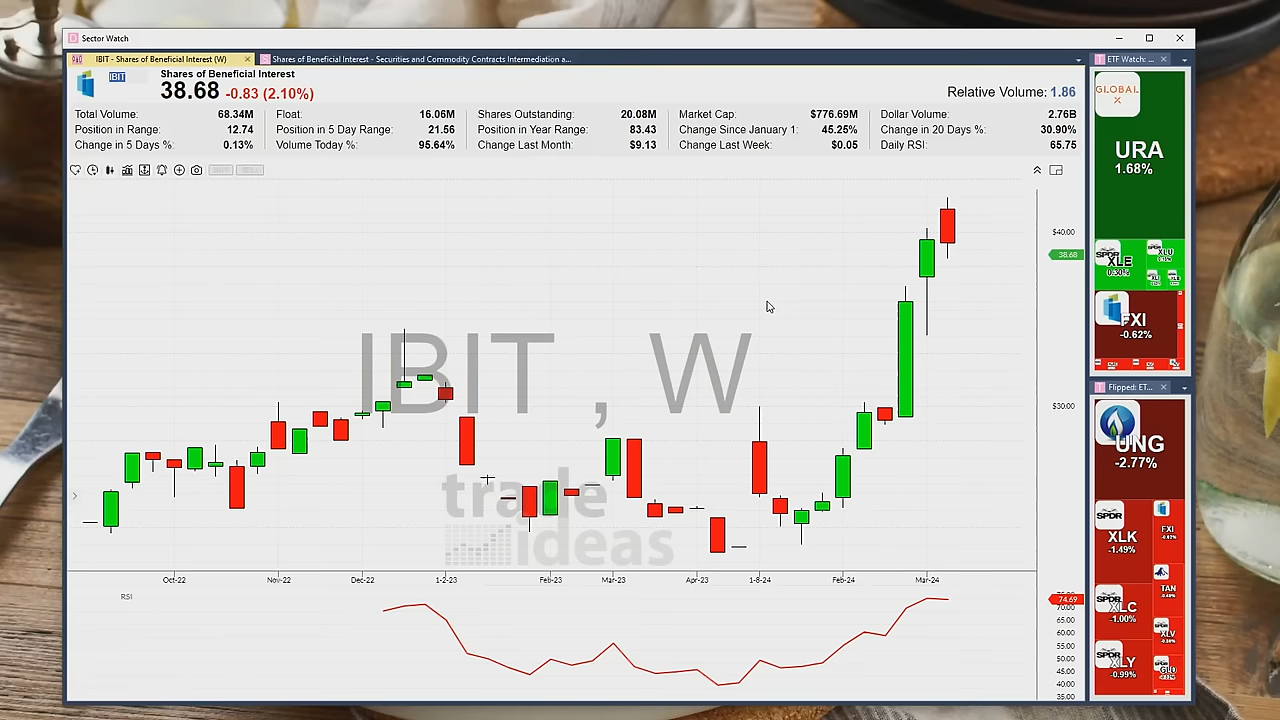 Sector Watch
IBIT - Shares of Beneficial Interest (W)
Shares of Beneficial Interest - Securities and Commodity Contracts Intermediation a...
IBIT
Shares of Beneficial Interest
38.68 -0.83 (2.10%)
Relative Volume: 1.86
Total Volume: 68.34M Float: 16.06M Shares Outstanding: 20.08M Market Cap: $776.69M Dollar Volume: 2.76B
Position in Range: 12.74 Position in 5 Day Range: 21.56 Position in Year Range: 83.43 Change Since January 1: 45.25% Change in 20 Days %: 30.90%
Change in 5 Days %: 0.13% Volume Today %: 95.64% Change Last Month: $9.13 Change Last Week: $0.05 Daily RSI: 65.75
IBIT , W
trade
ideas
$40.00
38.68
$30.00
Oct-22 Nov-22 Dec-22 1-2-23 Feb-23 Mar-23 Apr-23 1-8-24 Feb-24 Mar-24
RSI
74.69
70.00
65.00
60.00
55.00
50.00
45.00
40.00
35.00
ETF Watch: ...
GLOBAL X
URA
1.68%
SPDR
XLE
0.30%
SPDR
XLU
FXI
-0.62%
Flipped: ET...
UNG
-2.77%
SPDR
XLK
-1.49%
FXI
TAN
SPDR
XLC
-1.00%
XLV
SPDR
XLY
-0.99%
GLD